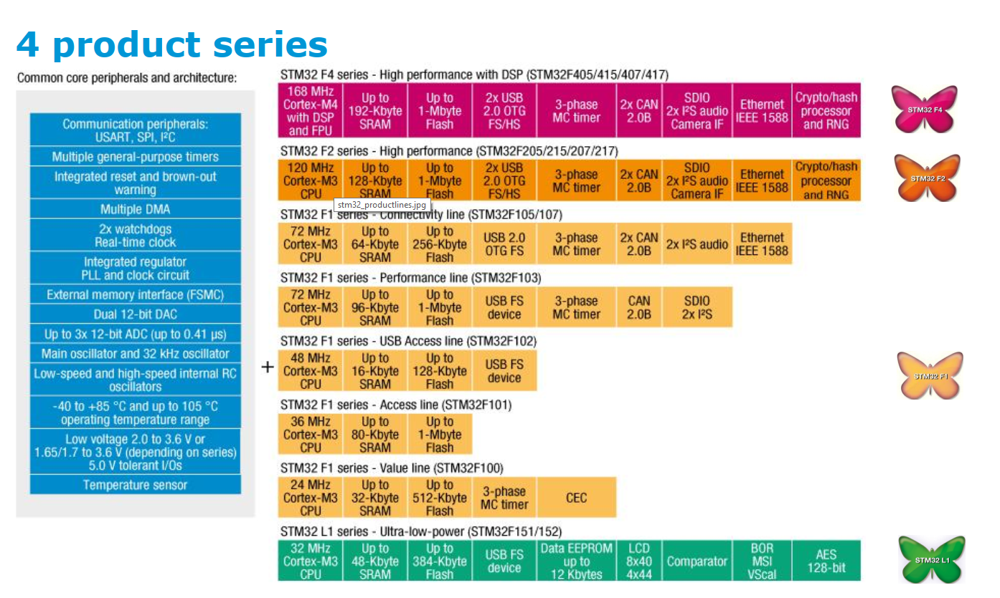 4 product series
Common core peripherals and architecture:
Communication peripherals:
USART, SPI, I²C
Multiple general-purpose timers
Integrated reset and brown-out
warning
Multiple DMA
2x watchdogs
Real-time clock
Integrated regulator
PLL and clock circuit
External memory interface (FSMC)
Dual 12-bit DAC
Up to 3x 12-bit ADC (up to 0.41 µs)
Main oscillator and 32 kHz oscillator
Low-speed and high-speed internal RC
oscillators
-40 to +85 °C and up to 105 °C
operating temperature range
Low voltage 2.0 to 3.6 V or
1.65/1.7 to 3.6 V (depending on series)
5.0 V tolerant I/Os
Temperature sensor
+
STM32 F4 series - High performance with DSP (STM32F405/415/407/417)
168 MHz
Cortex-M4
with DSP
and FPU
Up to
192-Kbyte
SRAM
Up to
1-Mbyte
Flash
2x USB
2.0 OTG
FS/HS
3-phase
MC timer
2x CAN
2.0B
SDIO
2x I²S audio
Camera IF
Ethernet
IEEE 1588
Crypto/hash
processor
and RNG
STM32 F4
STM32 F2 series - High performance (STM32F205/215/207/217)
120 MHz
Cortex-M3
CPU
Up to
128-Kbyte
SRAM
Up to
1-Mbyte
Flash
2x USB
2.0 OTG
FS/HS
3-phase
MC timer
2x CAN
2.0B
SDIO
2x I²S audio
Camera IF
Ethernet
IEEE 1588
Crypto/hash
processor
and RNG
STM32 F2
stm32_productlines.jpg
STM32 F1 series - Connectivity line (STM32F105/107)
72 MHz
Cortex-M3
CPU
Up to
64-Kbyte
SRAM
Up to
256-Kbyte
Flash
USB 2.0
OTG FS
3-phase
MC timer
2x CAN
2.0B
2x I²S audio
Ethernet
IEEE 1588
STM32 F1 series - Performance line (STM32F103)
72 MHz
Cortex-M3
CPU
Up to
96-Kbyte
SRAM
Up to
1-Mbyte
Flash
USB FS
device
3-phase
MC timer
CAN
2.0B
SDIO
2x I²S
STM32 F1 series - USB Access line (STM32F102)
48 MHz
Cortex-M3
CPU
Up to
16-Kbyte
SRAM
Up to
128-Kbyte
Flash
USB FS
device
STM32 F1
STM32 F1 series - Access line (STM32F101)
36 MHz
Cortex-M3
CPU
Up to
80-Kbyte
SRAM
Up to
1-Mbyte
Flash
STM32 F1 series - Value line (STM32F100)
24 MHz
Cortex-M3
CPU
Up to
32-Kbyte
SRAM
Up to
512-Kbyte
Flash
3-phase
MC timer
CEC
STM32 L1 series - Ultra-low-power (STM32F151/152)
32 MHz
Cortex-M3
CPU
Up to
48-Kbyte
SRAM
Up to
384-Kbyte
Flash
USB FS
device
Data EEPROM
up to
12 Kbytes
LCD
8x40
4x44
Comparator
BOR
MSI
VScal
AES
128-bit
STM32 L1